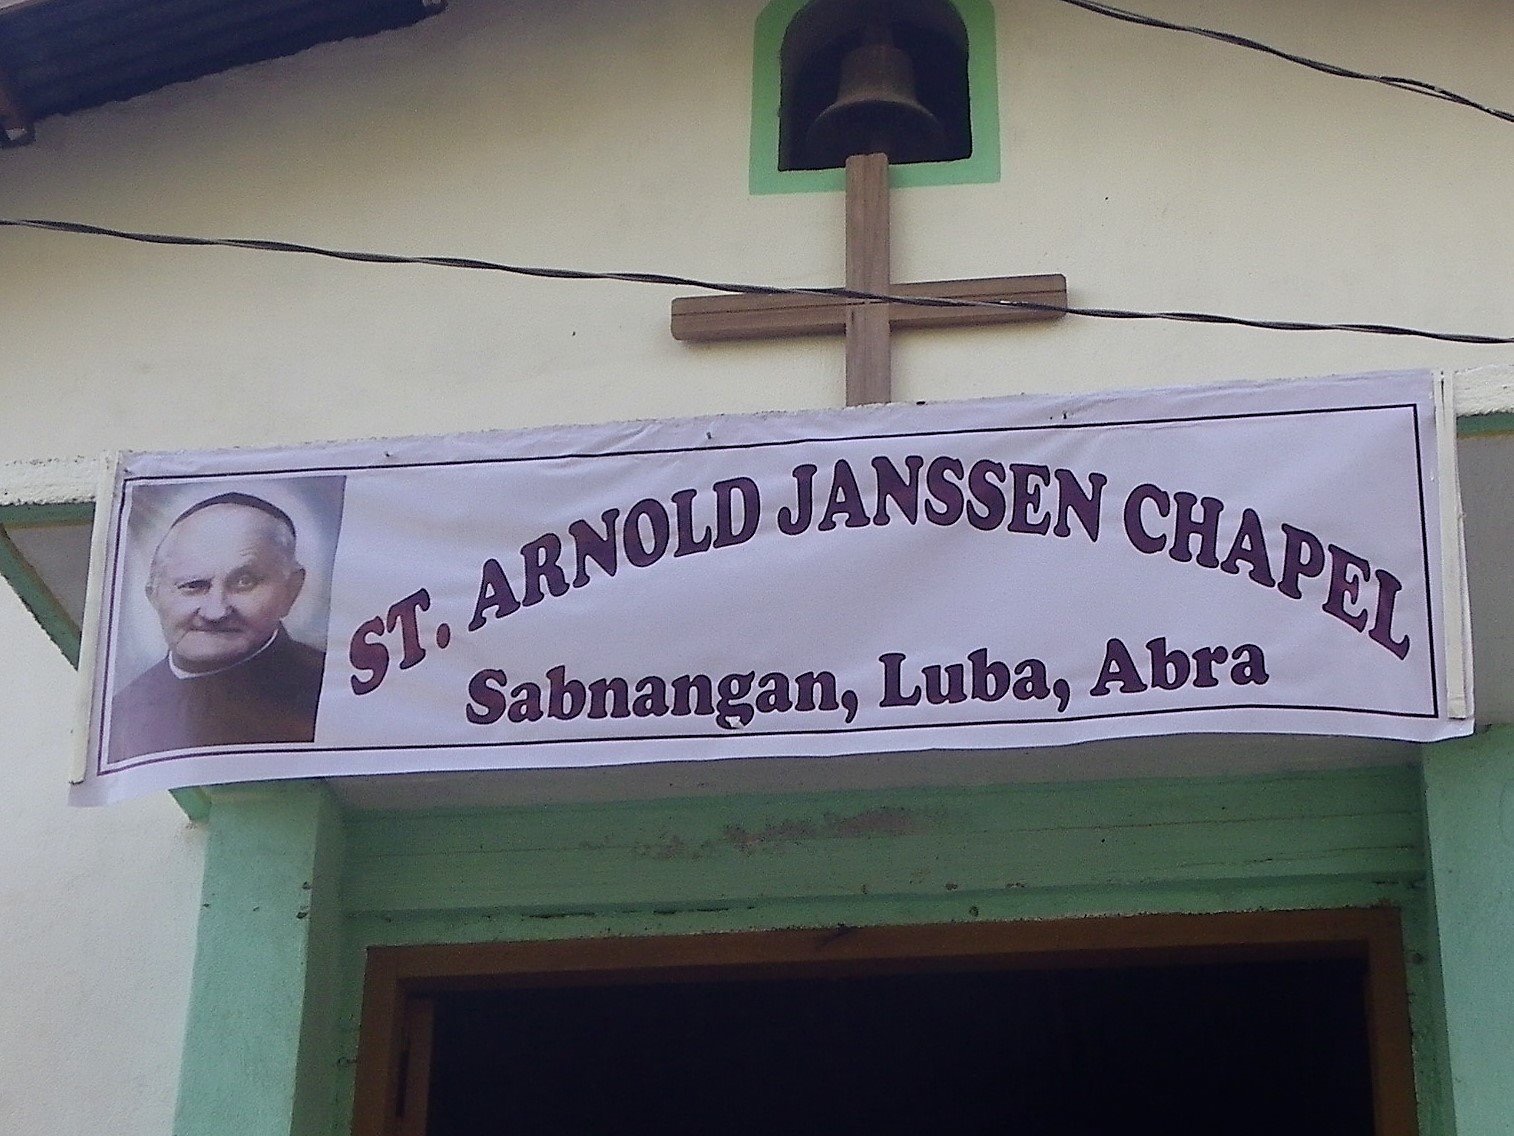 ST. ARNOLD JANSSEN CHAPEL
Sabnangan, Luba, Abra